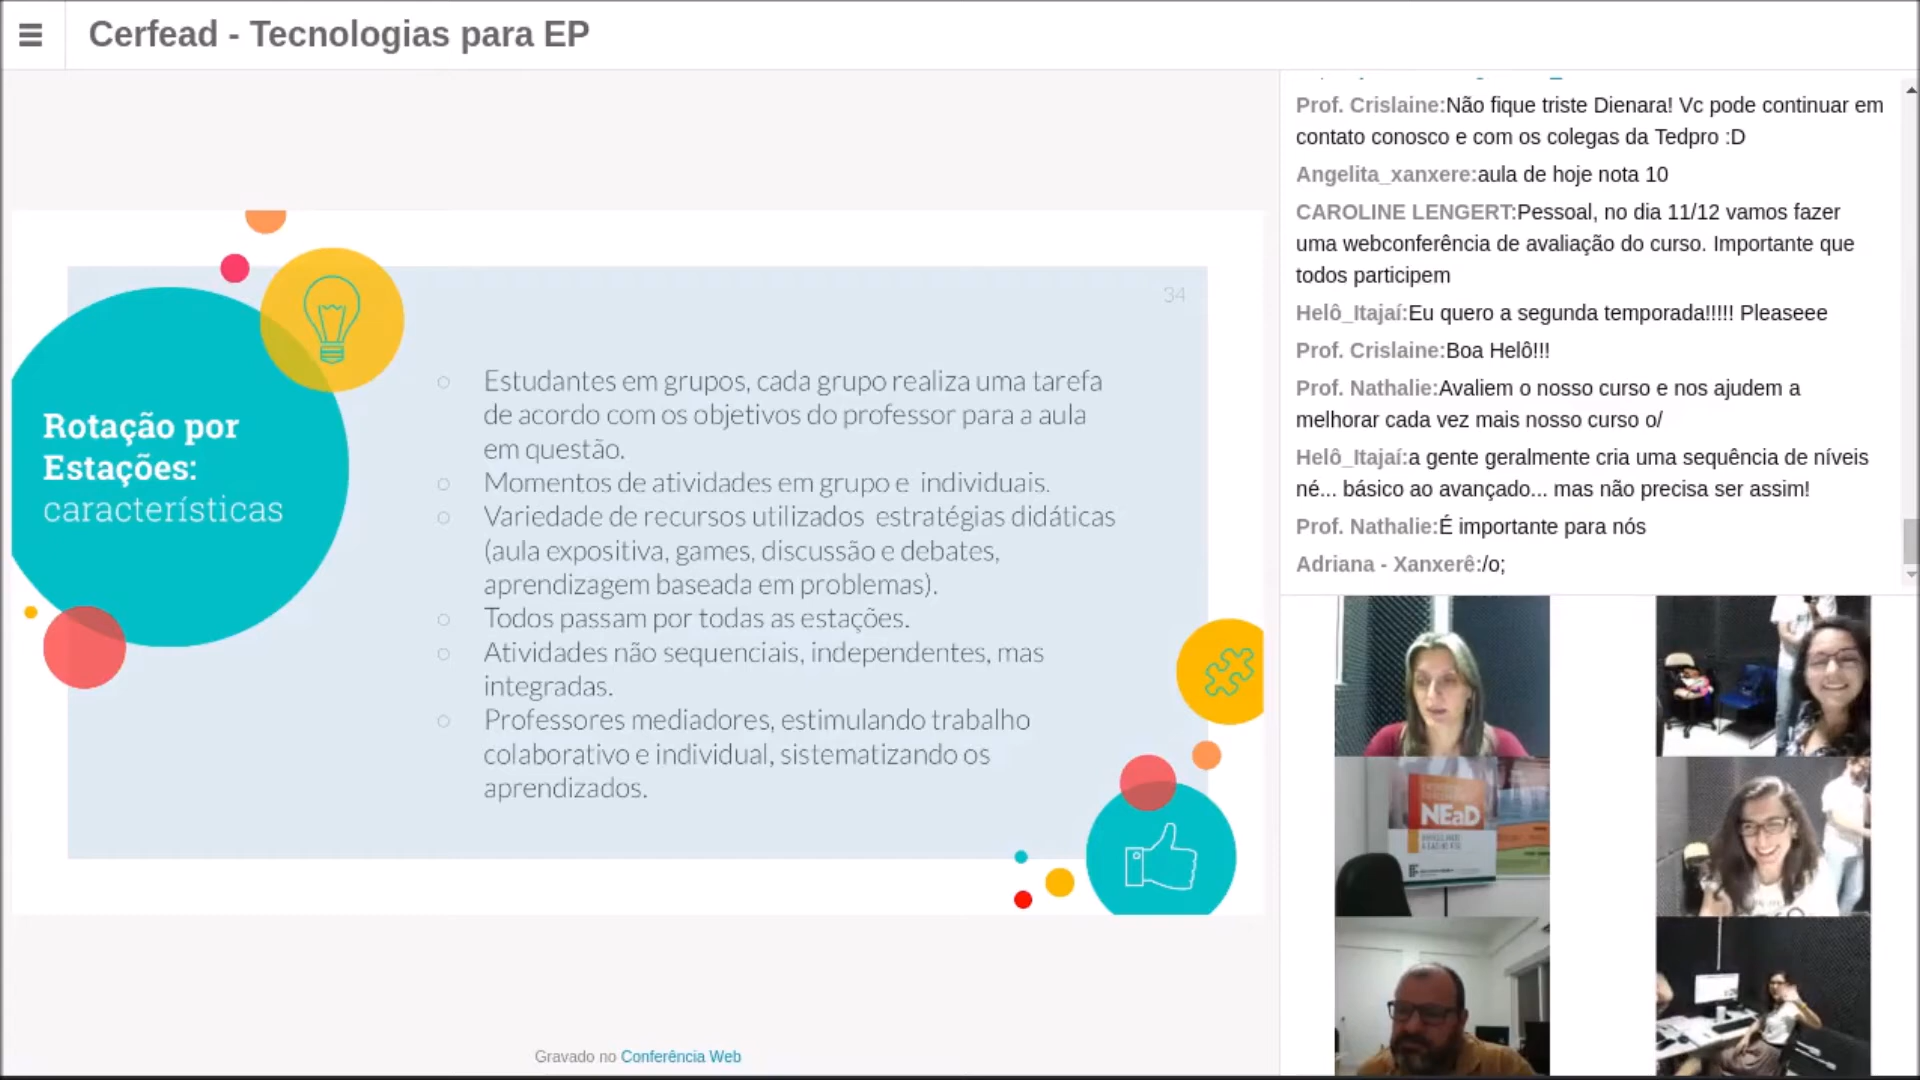 Cerfead - Tecnologias para EP
34
Rotação por
Estações:
características
Estudantes em grupos, cada grupo realiza uma tarefa
de acordo com os objetivos do professor para a aula
em questão.
Momentos de atividades em grupo e individuais.
Variedade de recursos utilizados estratégias didáticas
(aula expositiva, games, discussão e debates,
aprendizagem baseada em problemas).
Todos passam por todas as estações.
Atividades não sequenciais, independentes, mas
integradas.
Professores mediadores, estimulando trabalho
colaborativo e individual, sistematizando os
aprendizados.
Gravado no Conferência Web
Prof. Crislaine:Não fique triste Dienara! Vc pode continuar em
contato conosco e com os colegas da Tedpro :D
Angelita_xanxere:aula de hoje nota 10
CAROLINE LENGERT:Pessoal, no dia 11/12 vamos fazer
uma webconferência de avaliação do curso. Importante que
todos participem
Helô_Itajaí:Eu quero a segunda temporada!!!!! Pleaseee
Prof. Crislaine:Boa Helô!!!
Prof. Nathalie:Avaliem o nosso curso e nos ajudem a
melhorar cada vez mais nosso curso o/
Helô_Itajaí:a gente geralmente cria uma sequência de níveis
né... básico ao avançado... mas não precisa ser assim!
Prof. Nathalie:É importante para nós
Adriana - Xanxerê:/o;
NEaD